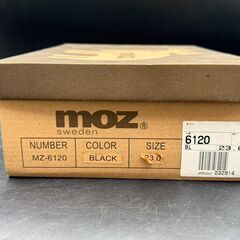 moz®
sweden
NUMBER COLOR SIZE
MZ-6120 BLACK 23.0
6120
BL 23.
032914